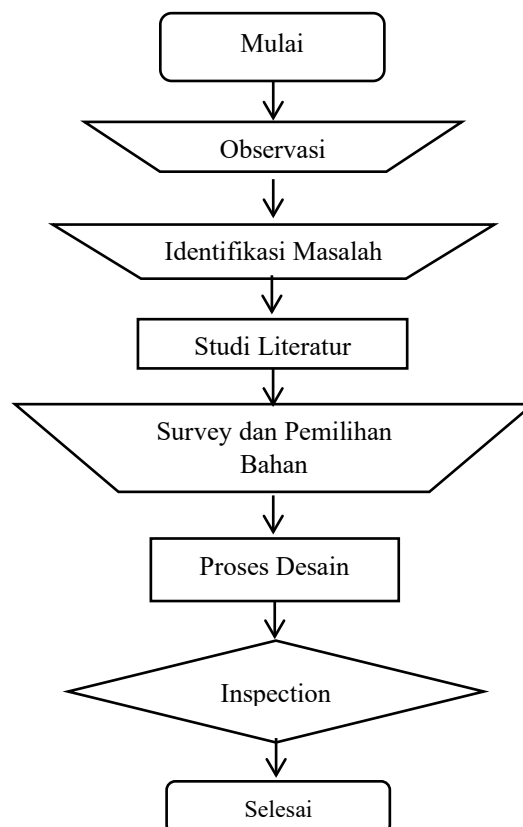 Mulai
Observasi
Identifikasi Masalah
Studi Literatur
Survey dan Pemilihan
Bahan
Proses Desain
Inspection
Selesai